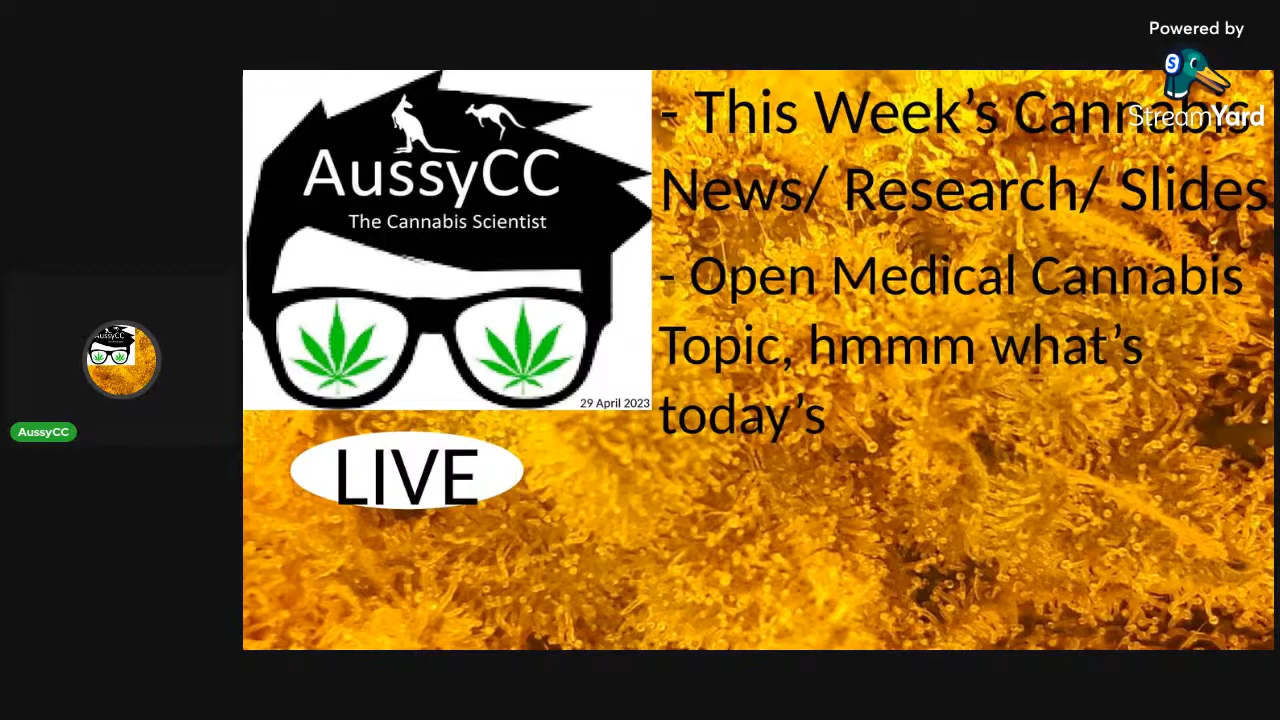 Powered by
StreamYard
AussyCC
The Cannabis Scientist
29 April 2023
LIVE
- This Week's Cannabis
News/ Research/ Slides
- Open Medical Cannabis
Topic, hmmm what's
today's
AussyCC